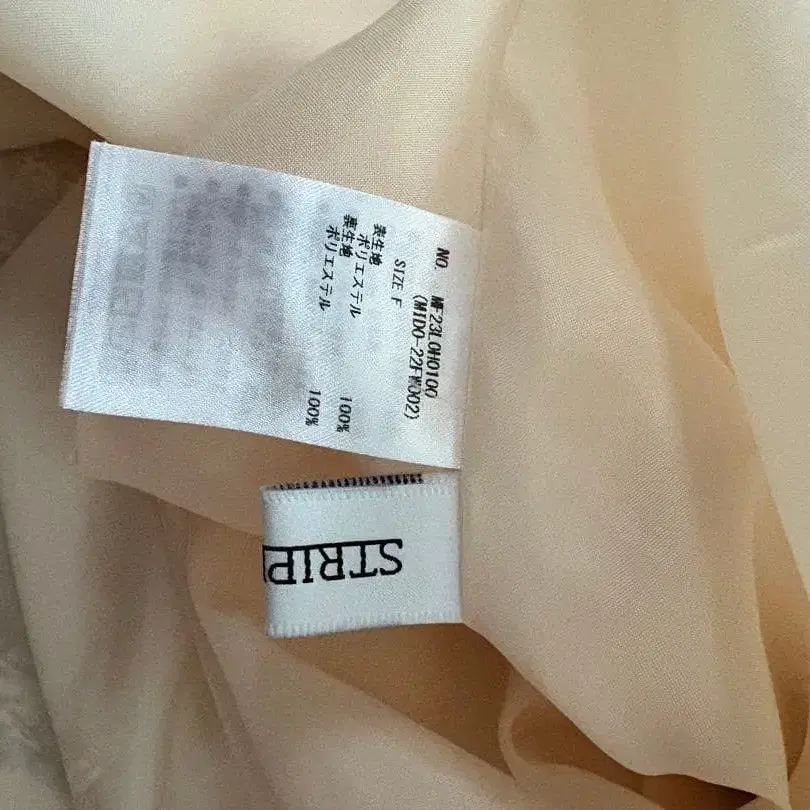 NO. MF23L0H0100
(MIDO-22FW002)
SIZE F
表生地
ポリエステル 100%
裏生地
ポリエステル 100%
STRIP